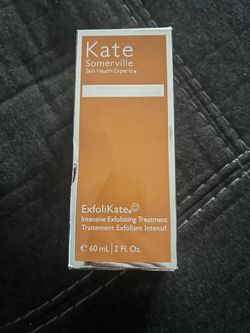 Kate
Somerville
Skin Health Experts®
ExfoliKate®
Intensive Exfoliating Treatment
Traitement Exfoliant Intensif
℮ 60 mL | 2 Fl. Oz.